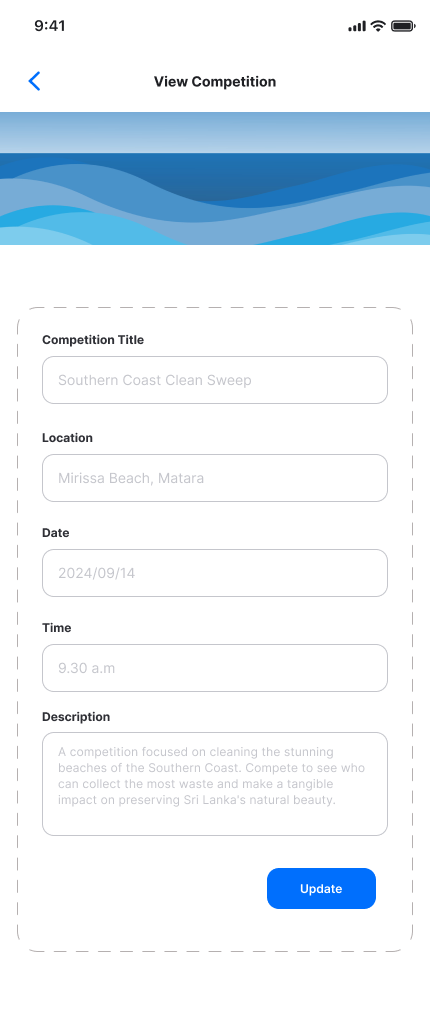 9:41
View Competition
Competition Title
Southern Coast Clean Sweep
Location
Mirissa Beach, Matara
Date
2024/09/14
Time
9.30 a.m
Description
A competition focused on cleaning the stunning
beaches of the Southern Coast. Compete to see who
can collect the most waste and make a tangible
impact on preserving Sri Lanka's natural beauty.
Update